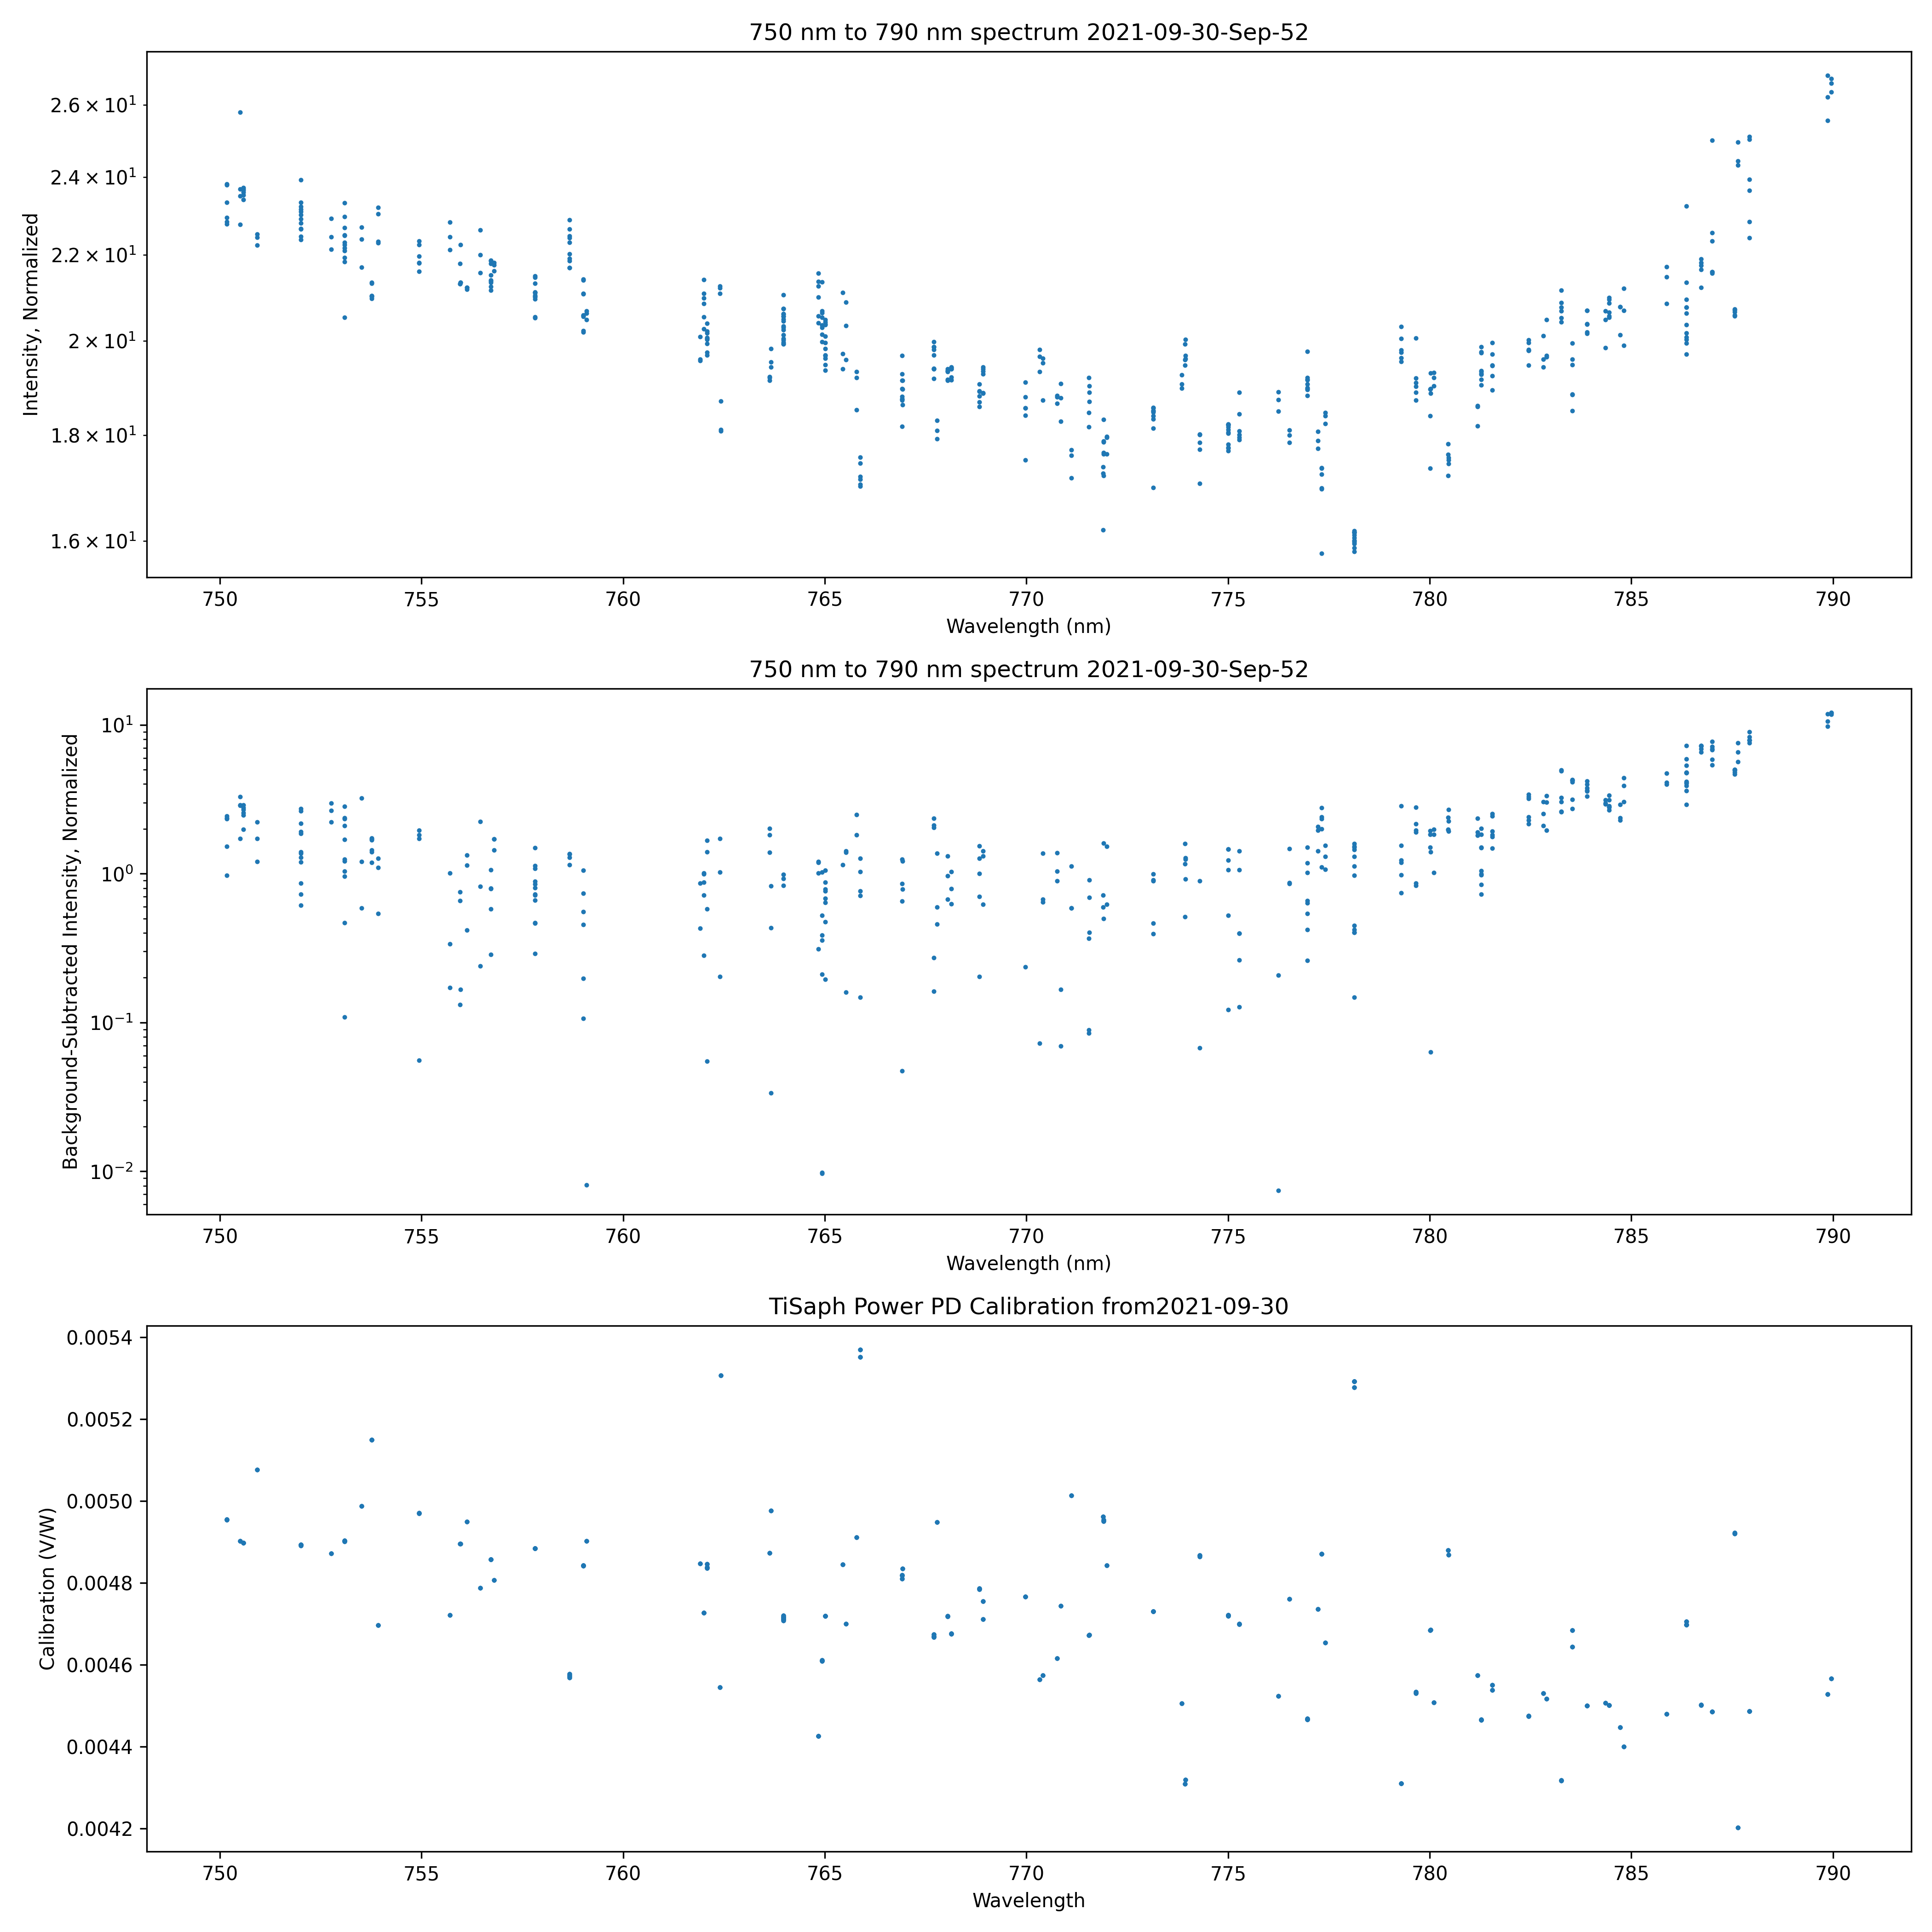 750 nm to 790 nm spectrum 2021-09-30-Sep-52
Intensity, Normalized
2.6 × 10¹
2.4 × 10¹
2.2 × 10¹
2 × 10¹
1.8 × 10¹
1.6 × 10¹
750 755 760 765 770 775 780 785 790
Wavelength (nm)
750 nm to 790 nm spectrum 2021-09-30-Sep-52
Background-Subtracted Intensity, Normalized
10¹
10⁰
10⁻¹
10⁻²
750 755 760 765 770 775 780 785 790
Wavelength (nm)
TiSaph Power PD Calibration from2021-09-30
Calibration (V/W)
0.0054
0.0052
0.0050
0.0048
0.0046
0.0044
0.0042
750 755 760 765 770 775 780 785 790
Wavelength